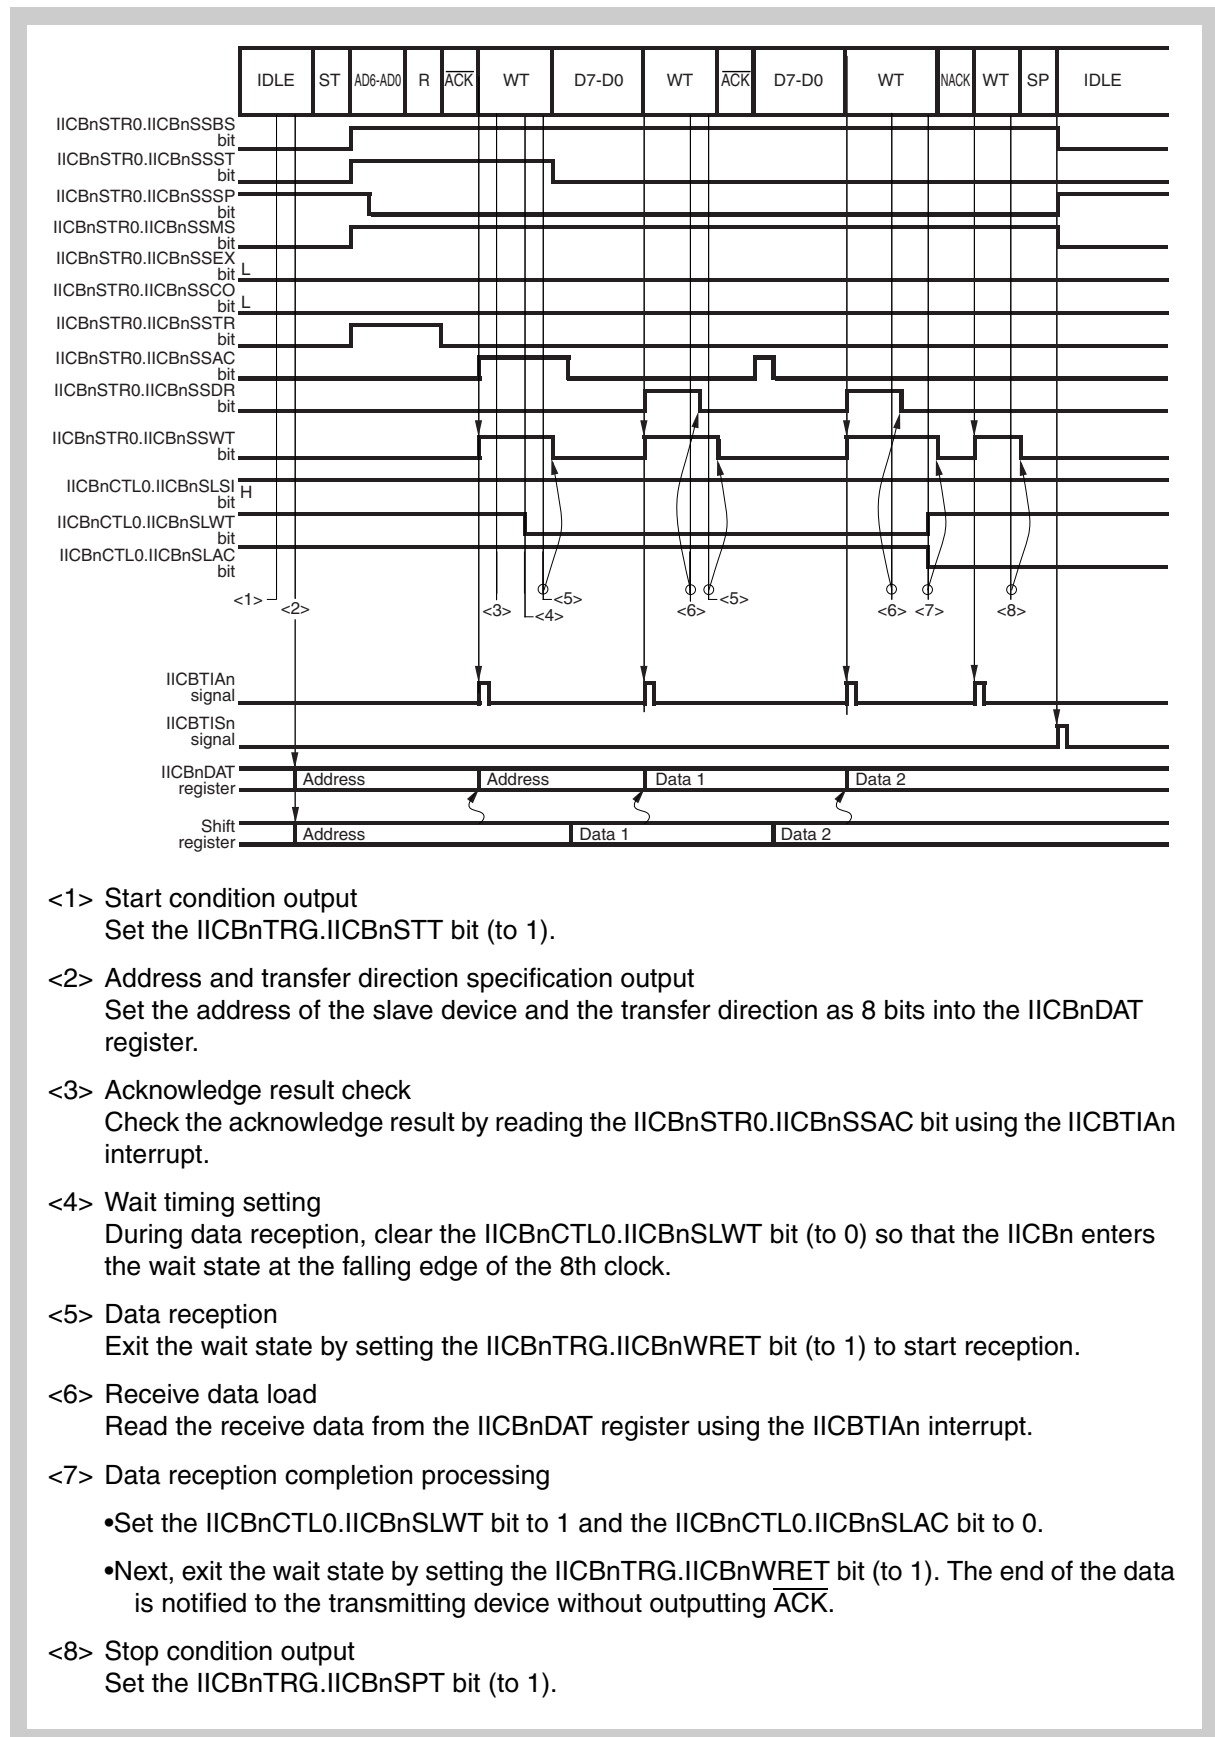 IDLE ST AD6-AD0 R ACK WT D7-D0 WT ACK D7-D0 WT NACK WT SP IDLE
IICBnSTR0.IICBnSSBS
bit
IICBnSTR0.IICBnSSST
bit
IICBnSTR0.IICBnSSSP
bit
IICBnSTR0.IICBnSSMS
bit
IICBnSTR0.IICBnSSEX
bit L
IICBnSTR0.IICBnSSCO
bit L
IICBnSTR0.IICBnSSTR
bit
IICBnSTR0.IICBnSSAC
bit
IICBnSTR0.IICBnSSDR
bit
IICBnSTR0.IICBnSSWT
bit
IICBnCTL0.IICBnSLSI H
bit
IICBnCTL0.IICBnSLWT
bit
IICBnCTL0.IICBnSLAC
bit
<1> <2> <3> <4> <5> <6> <5> <6> <7> <8>
IICBTIAn
signal
IICBTISn
signal
IICBnDAT
register
Address Address Data 1 Data 2
Shift
register
Address Data 1 Data 2
<1> Start condition output
Set the IICBnTRG.IICBnSTT bit (to 1).
<2> Address and transfer direction specification output
Set the address of the slave device and the transfer direction as 8 bits into the IICBnDAT
register.
<3> Acknowledge result check
Check the acknowledge result by reading the IICBnSTR0.IICBnSSAC bit using the IICBTIAn
interrupt.
<4> Wait timing setting
During data reception, clear the IICBnCTL0.IICBnSLWT bit (to 0) so that the IICBn enters
the wait state at the falling edge of the 8th clock.
<5> Data reception
Exit the wait state by setting the IICBnTRG.IICBnWRET bit (to 1) to start reception.
<6> Receive data load
Read the receive data from the IICBnDAT register using the IICBTIAn interrupt.
<7> Data reception completion processing
•Set the IICBnCTL0.IICBnSLWT bit to 1 and the IICBnCTL0.IICBnSLAC bit to 0.
•Next, exit the wait state by setting the IICBnTRG.IICBnWRET bit (to 1). The end of the data
is notified to the transmitting device without outputting ACK.
<8> Stop condition output
Set the IICBnTRG.IICBnSPT bit (to 1).